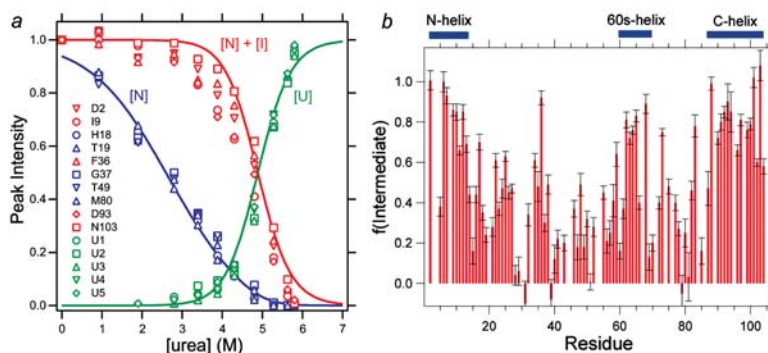 a
[N] + [I]
[N]
[U]
Peak Intensity
1.0
0.8
0.6
0.4
0.2
0.0
D2
I9
H18
T19
F36
G37
T49
M80
D93
N103
U1
U2
U3
U4
U5
0 1 2 3 4 5 6 7
[urea] (M)
b
N-helix 60s-helix C-helix
f(Intermediate)
1.0
0.8
0.6
0.4
0.2
0.0
20 40 60 80 100
Residue